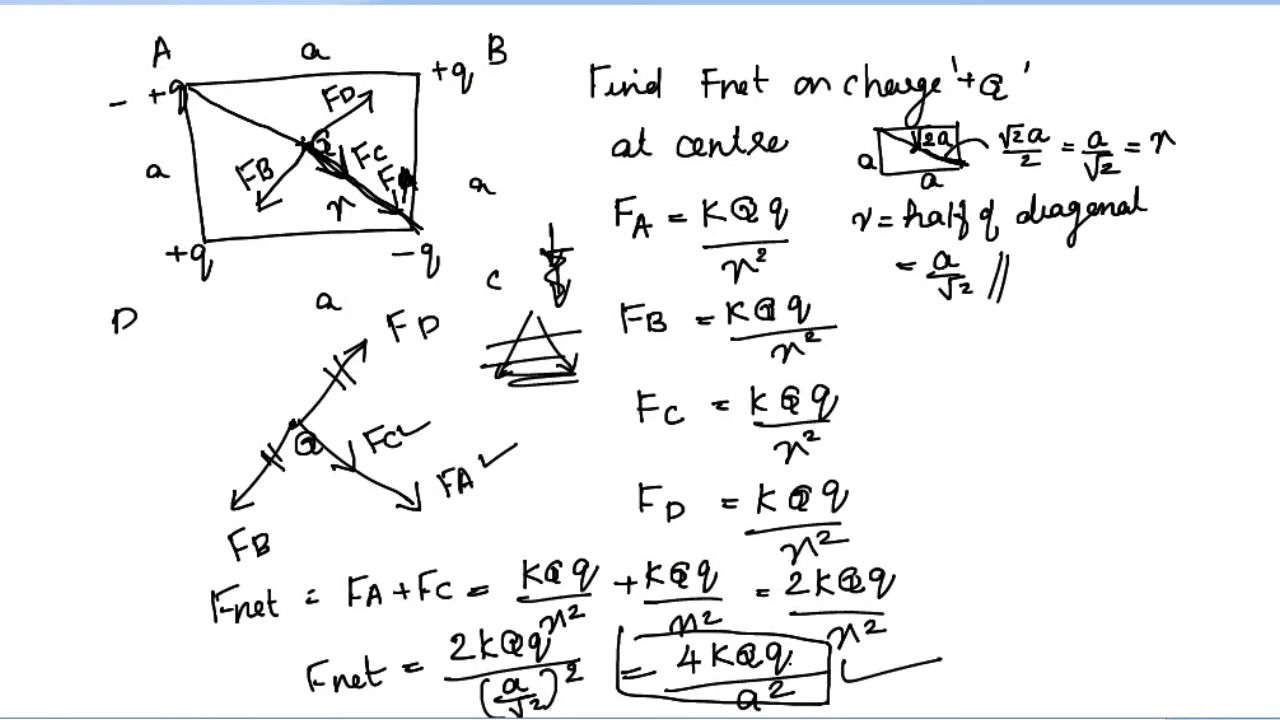 A a B
- +q +q
FD
Q
FC
a FB F a
r
+q -q
D a C
Find Fnet on charge '+Q'
at centre
a √2a a √2a/2 = a/√2 = r
r = half of diagonal
= a/√2 //
FA = KQq/r²
FB = KQq/r²
FC = KQq/r²
FD = KQq/r²
FD
Q FC ✓
FA ✓
FB
Fnet = FA + FC = KQq/r² + KQq/r² = 2KQq/r²
Fnet = 2KQq/(a/√2)² = 4KQq/a²